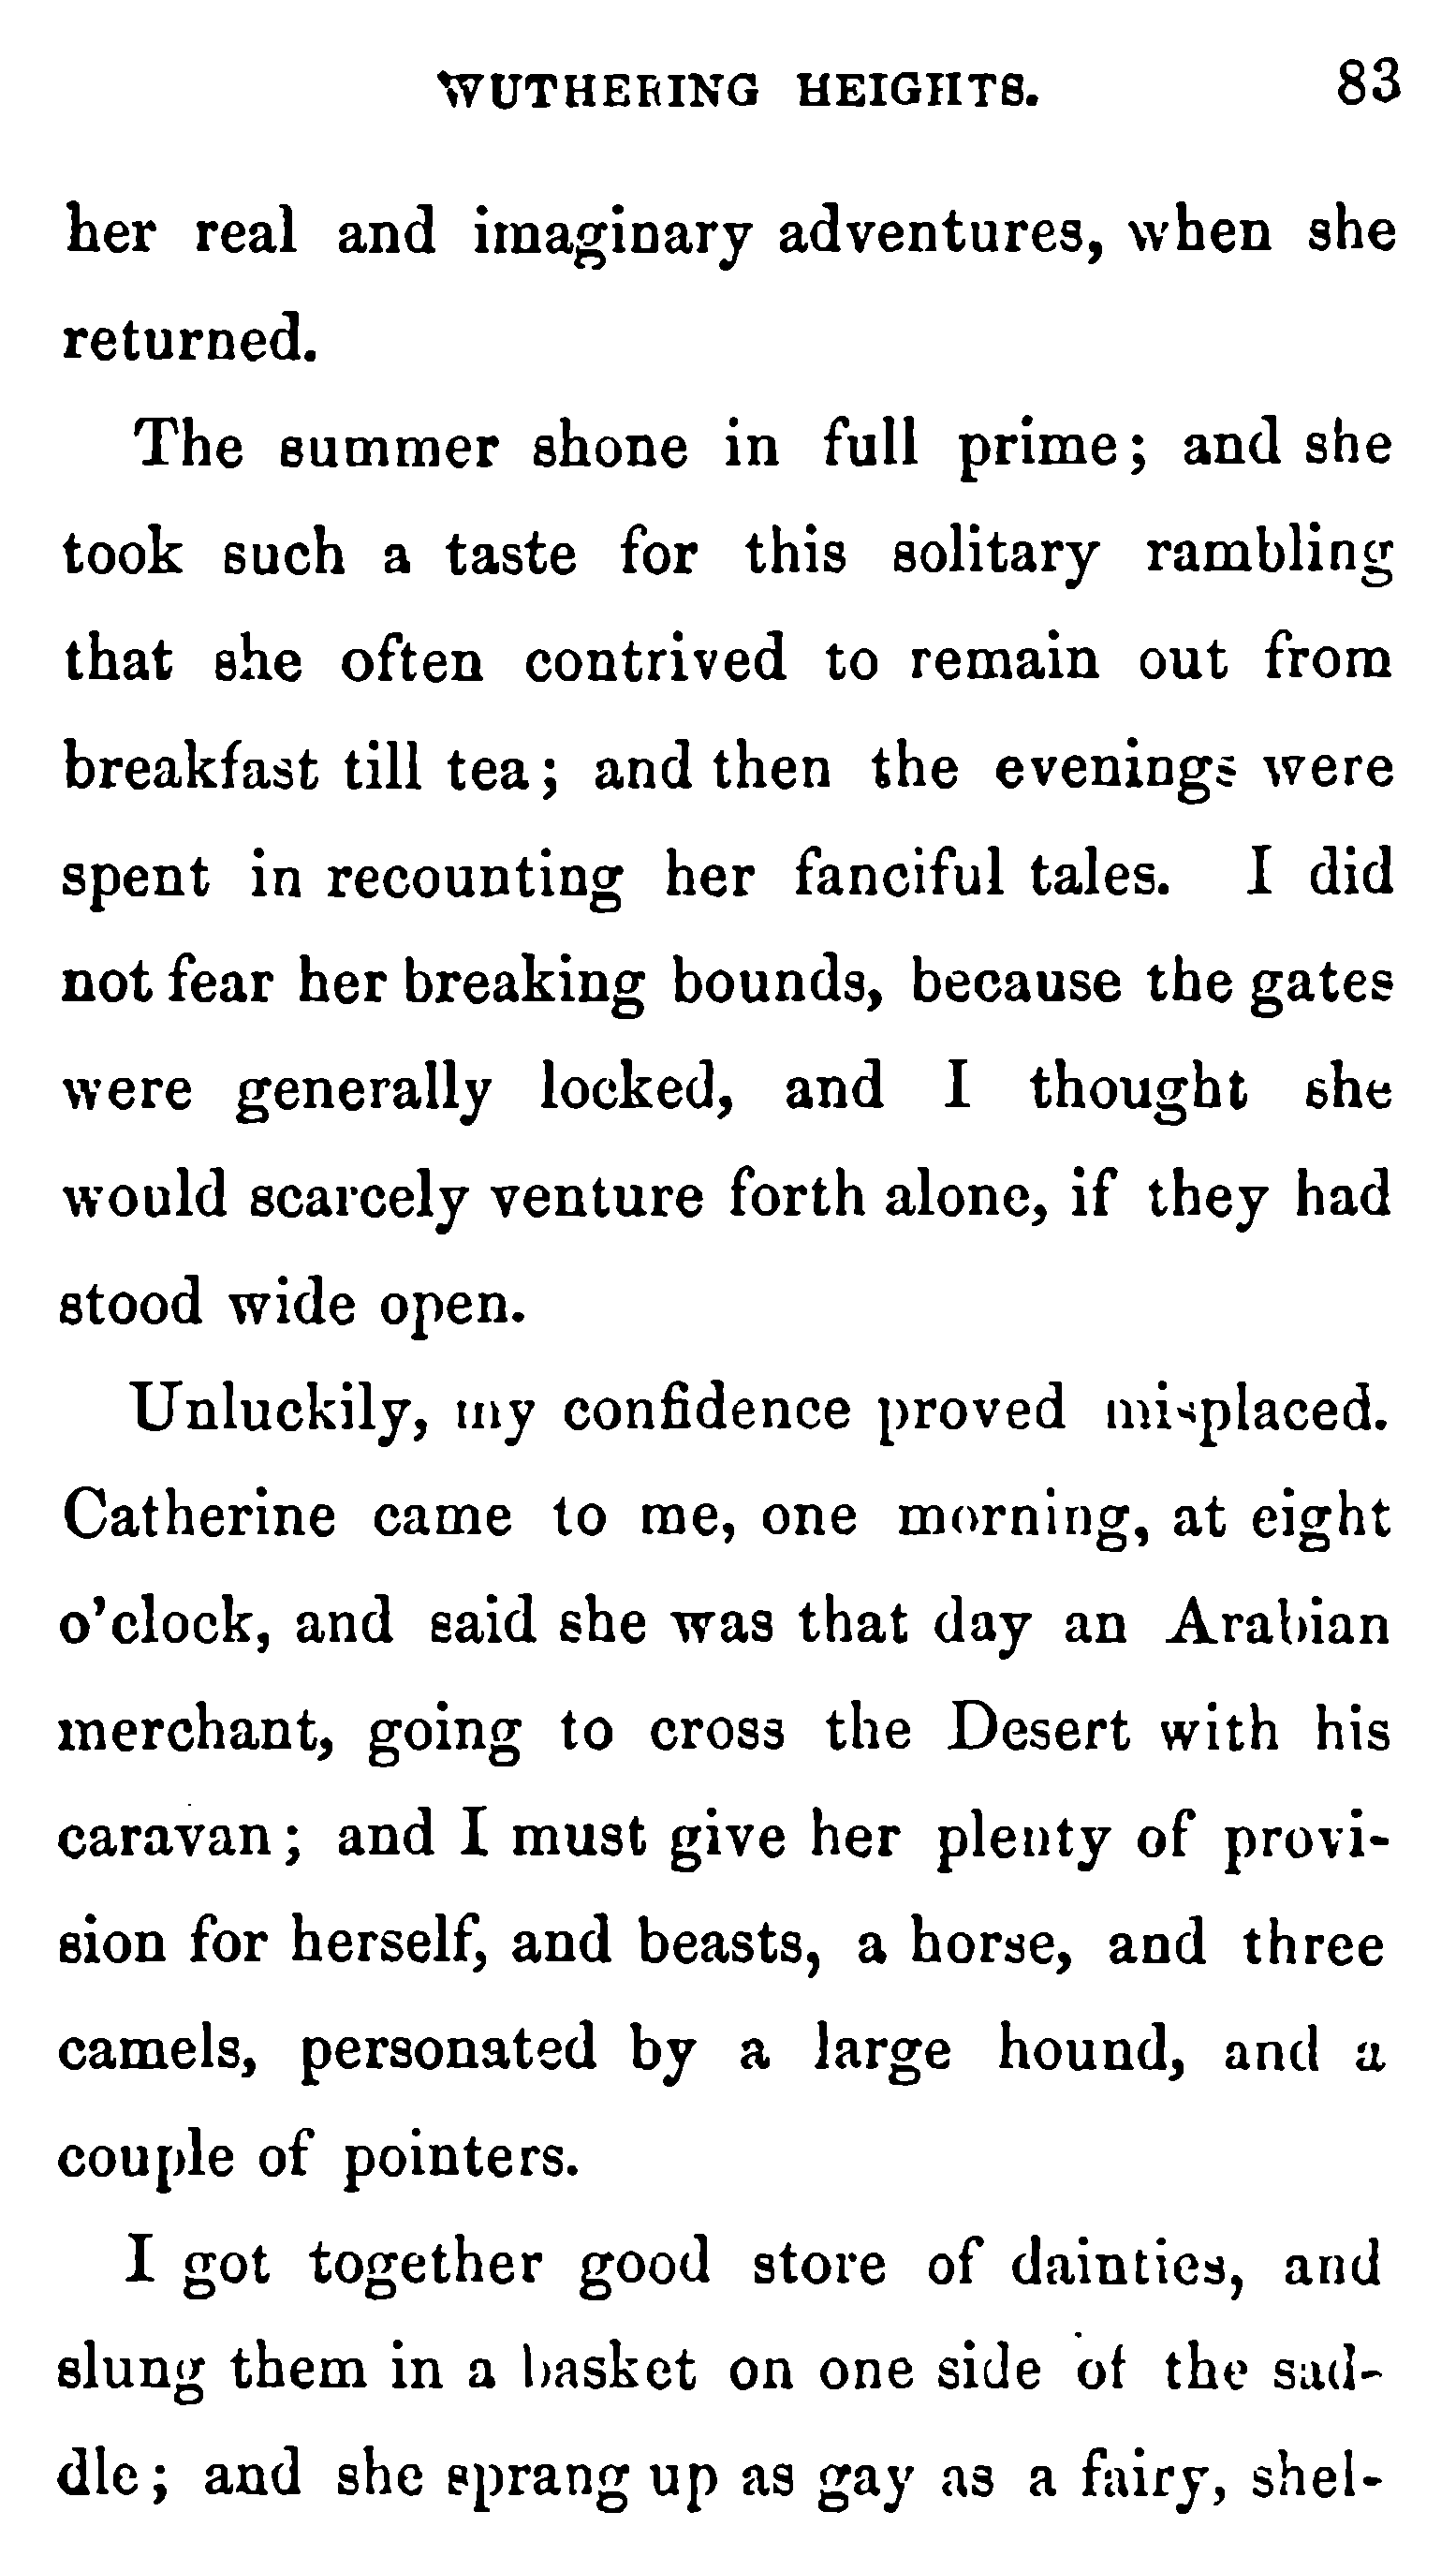 WUTHERING HEIGHTS. 83
her real and imaginary adventures, when she
returned.
The summer shone in full prime; and she
took such a taste for this solitary rambling
that she often contrived to remain out from
breakfast till tea; and then the evenings were
spent in recounting her fanciful tales. I did
not fear her breaking bounds, because the gates
were generally locked, and I thought she
would scarcely venture forth alone, if they had
stood wide open.
Unluckily, my confidence proved misplaced.
Catherine came to me, one morning, at eight
o'clock, and said she was that day an Arabian
merchant, going to cross the Desert with his
caravan; and I must give her plenty of provi-
sion for herself, and beasts, a horse, and three
camels, personated by a large hound, and a
couple of pointers.
I got together good store of dainties, and
slung them in a basket on one side of the sad-
dle; and she sprang up as gay as a fairy, shel-